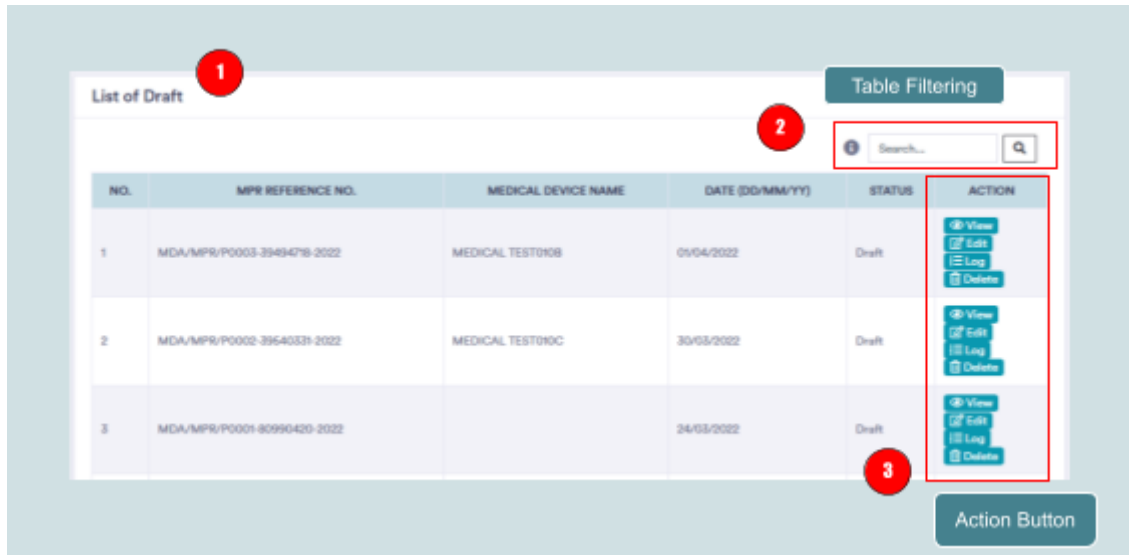 1
List of Draft
Table Filtering
2
Search...
NO. MPR REFERENCE NO. MEDICAL DEVICE NAME DATE (DD/MM/YY) STATUS ACTION
1 MDA/MPR/P0003-39494718-2022 MEDICAL TEST010B 01/04/2022 Draft
View
Edit
Log
Delete
2 MDA/MPR/P0002-39540331-2022 MEDICAL TEST010C 30/03/2022 Draft
View
Edit
Log
Delete
3 MDA/MPR/P0001-80990420-2022 24/03/2022 Draft
View
Edit
Log
Delete
3
Action Button